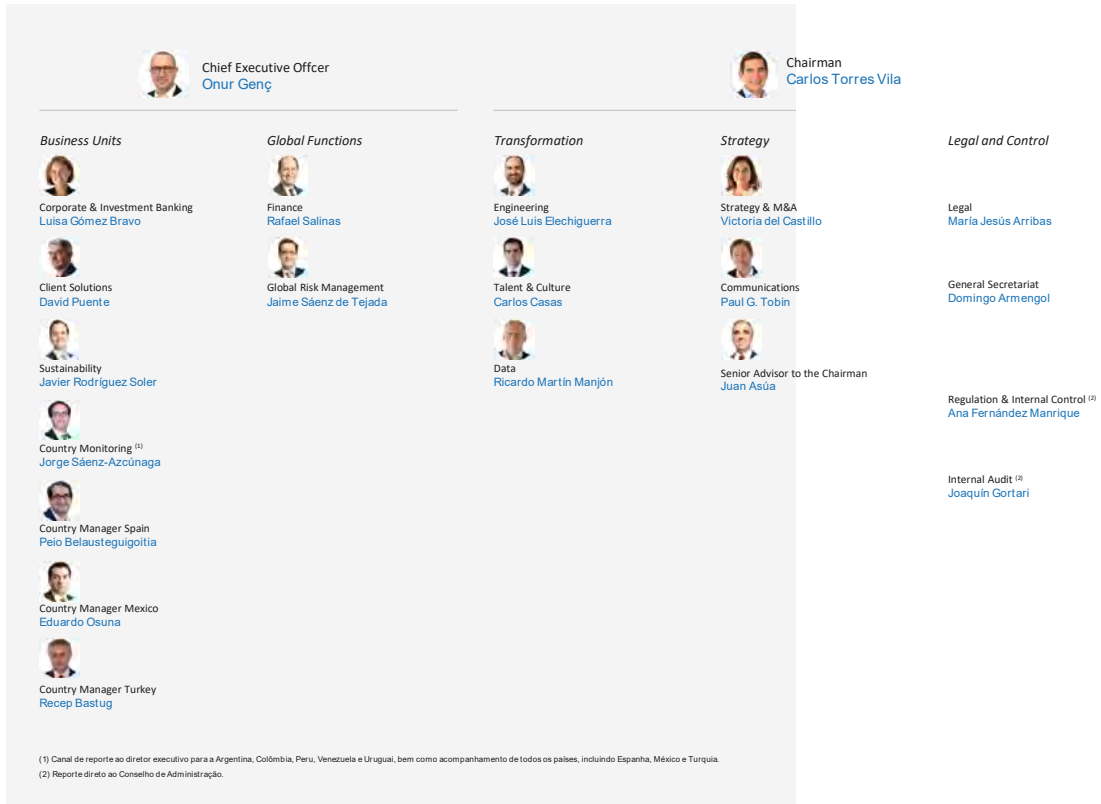 Chief Executive Offcer
Onur Genç
Chairman
Carlos Torres Vila
Business Units
Corporate & Investment Banking
Luisa Gómez Bravo
Client Solutions
David Puente
Sustainability
Javier Rodríguez Soler
Country Monitoring (1)
Jorge Sáenz-Azcúnaga
Country Manager Spain
Peio Belausteguigoitia
Country Manager Mexico
Eduardo Osuna
Country Manager Turkey
Recep Bastug
Global Functions
Finance
Rafael Salinas
Global Risk Management
Jaime Sáenz de Tejada
Transformation
Engineering
José Luis Elechiguerra
Talent & Culture
Carlos Casas
Data
Ricardo Martín Manjón
Strategy
Strategy & M&A
Victoria del Castillo
Communications
Paul G. Tobin
Senior Advisor to the Chairman
Juan Asúa
Legal and Control
Legal
María Jesús Arribas
General Secretariat
Domingo Armengol
Regulation & Internal Control (2)
Ana Fernández Manrique
Internal Audit (2)
Joaquín Gortari
(1) Canal de reporte ao diretor executivo para a Argentina, Colômbia, Peru, Venezuela e Uruguai, bem como acompanhamento de todos os países, incluindo Espanha, México e Turquia.
(2) Reporte direto ao Conselho de Administração.